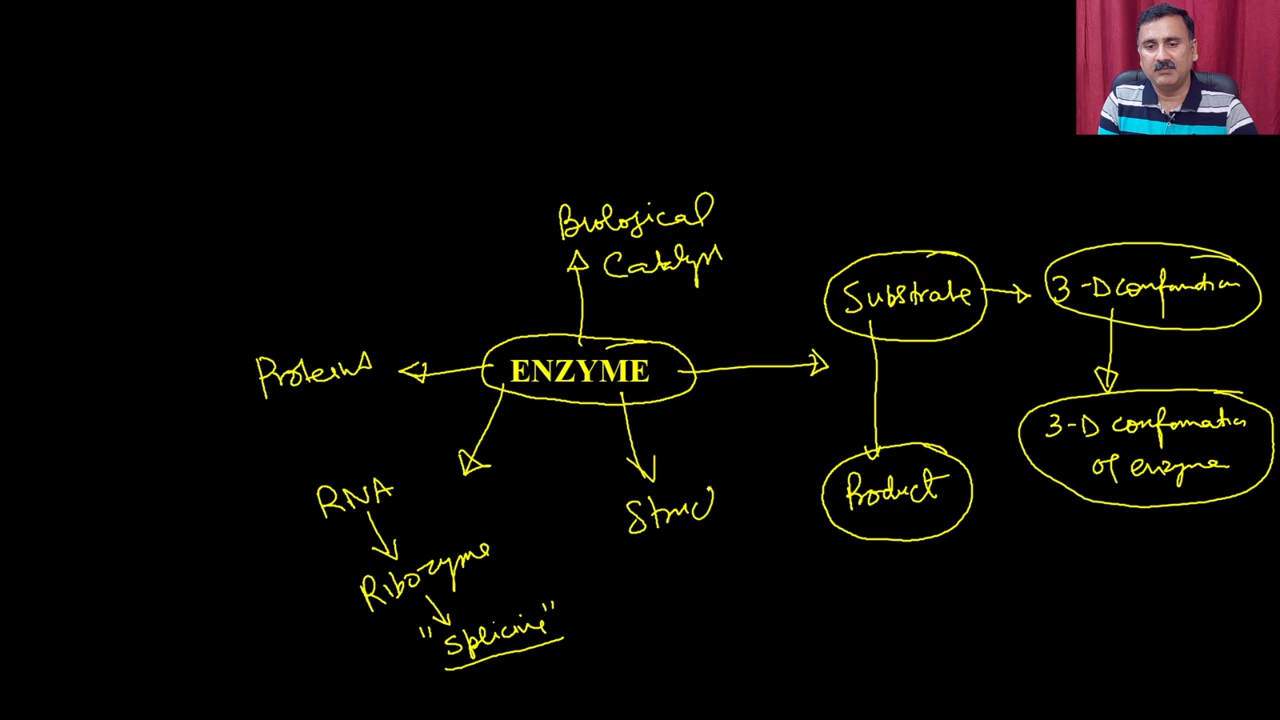 Biological
Catalyst
Substrate
3-D conformation
Proteins
ENZYME
3-D conformation
of enzyme
RNA
Struc
Product
Ribozyme
"Splicing"